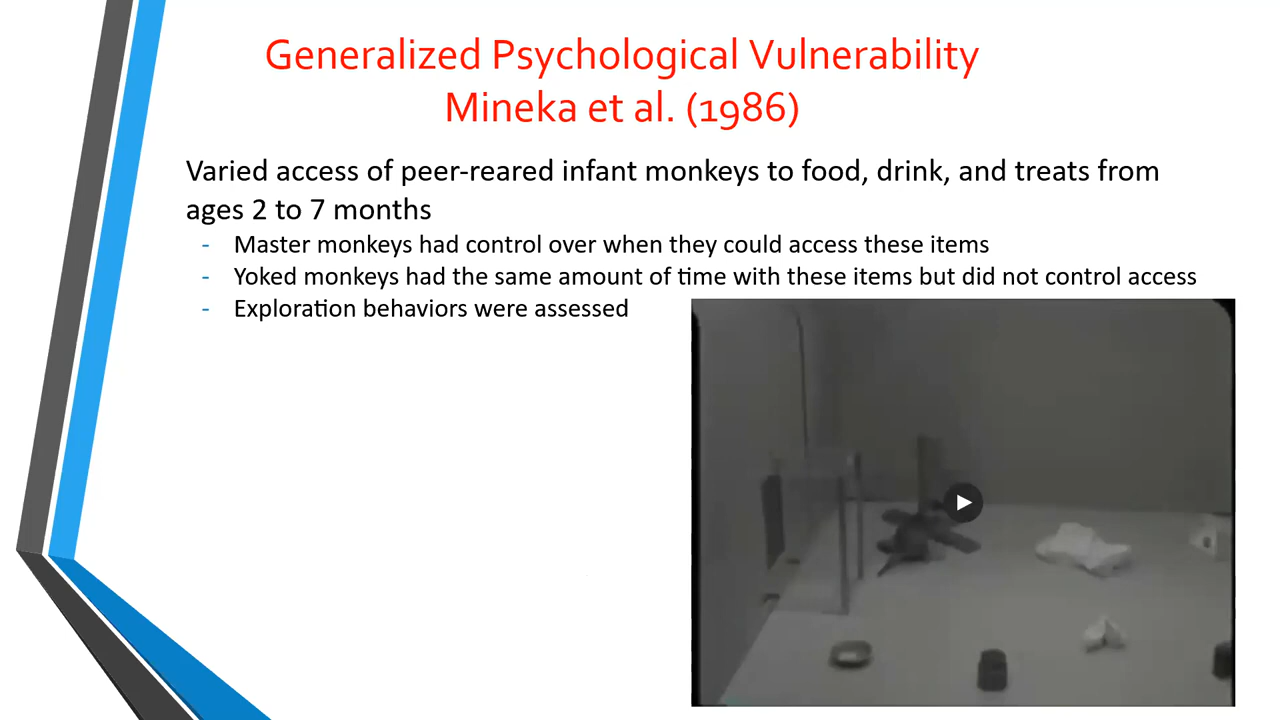 Generalized Psychological Vulnerability
Mineka et al. (1986)
Varied access of peer-reared infant monkeys to food, drink, and treats from
ages 2 to 7 months
- Master monkeys had control over when they could access these items
- Yoked monkeys had the same amount of time with these items but did not control access
- Exploration behaviors were assessed